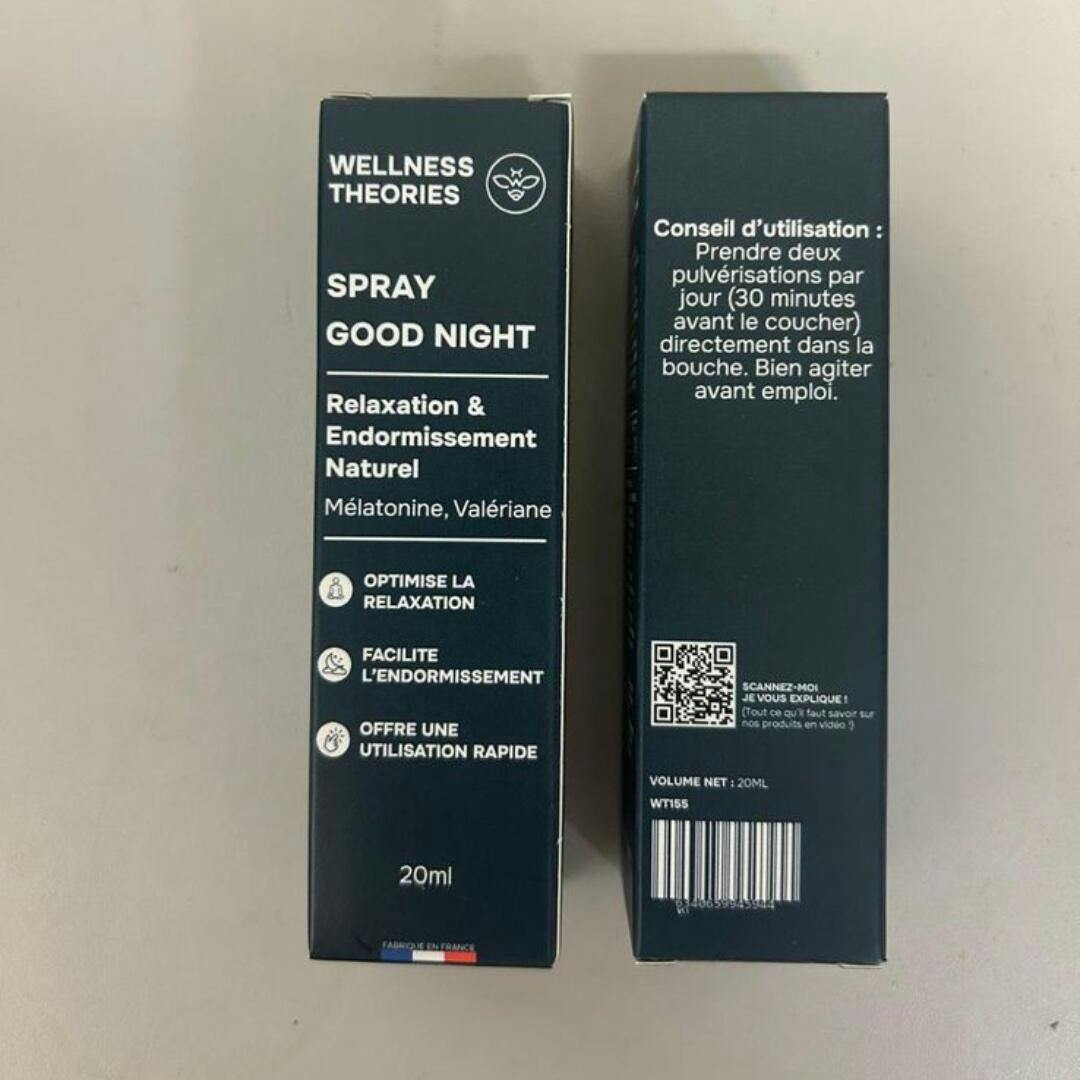 WELLNESS
THEORIES
SPRAY
GOOD NIGHT
Relaxation &
Endormissement
Naturel
Mélatonine, Valériane
OPTIMISE LA
RELAXATION
FACILITE
L'ENDORMISSEMENT
OFFRE UNE
UTILISATION RAPIDE
20ml
FABRIQUÉ EN FRANCE
Conseil d'utilisation :
Prendre deux
pulvérisations par
jour (30 minutes
avant le coucher)
directement dans la
bouche. Bien agiter
avant emploi.
SCANNEZ-MOI
JE VOUS EXPLIQUE !
(Tout ce qu'il faut savoir sur
nos produits en vidéo !)
VOLUME NET : 20ML
WT155
6340659945944